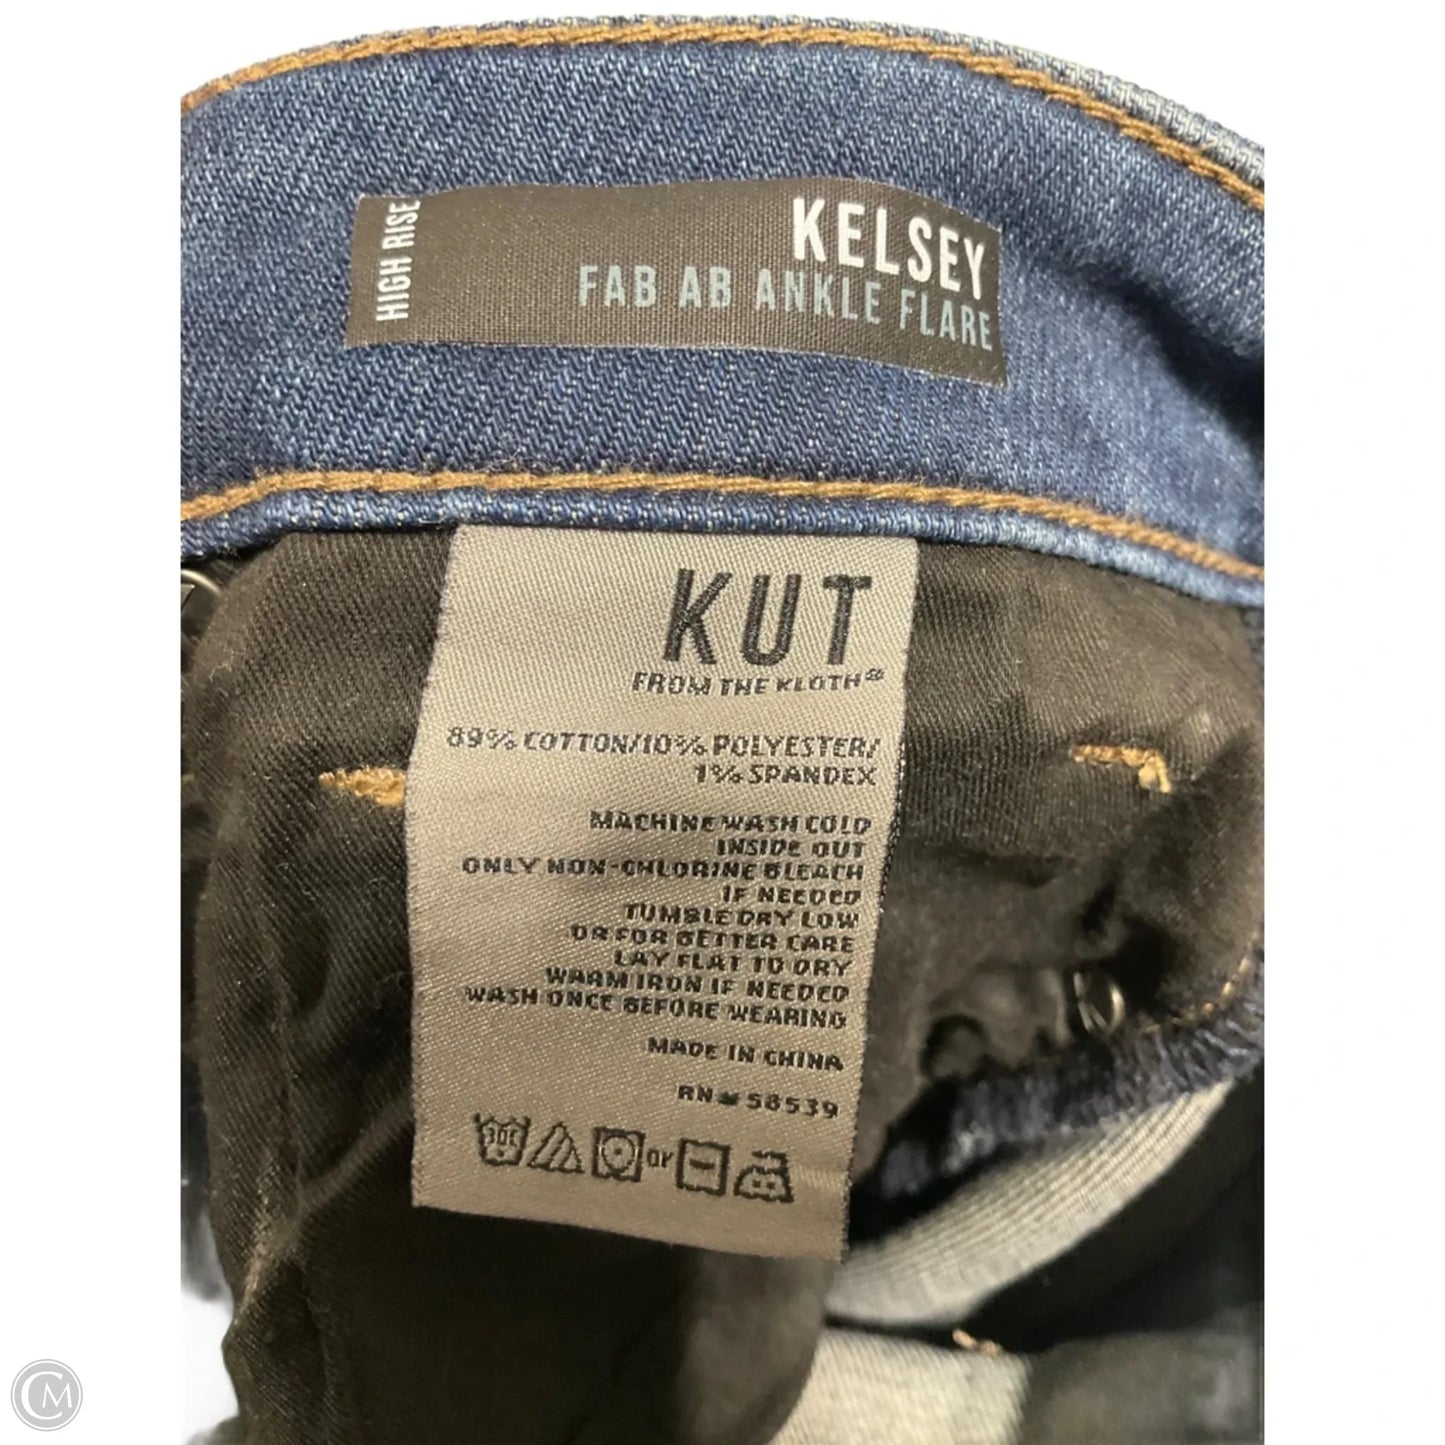 HIGH RISE
KELSEY
FAB AB ANKLE FLARE
KUT
FROM THE KLOTH
89% COTTON/10% POLYESTER/
1% SPANDEX
MACHINE WASH COLD
INSIDE OUT
ONLY NON-CHLORINE BLEACH
IF NEEDED
TUMBLE DRY LOW
OR FOR BETTER CARE
LAY FLAT TO DRY
WARM IRON IF NEEDED
WASH ONCE BEFORE WEARING
MADE IN CHINA
RN# 58539
30C
or
CM